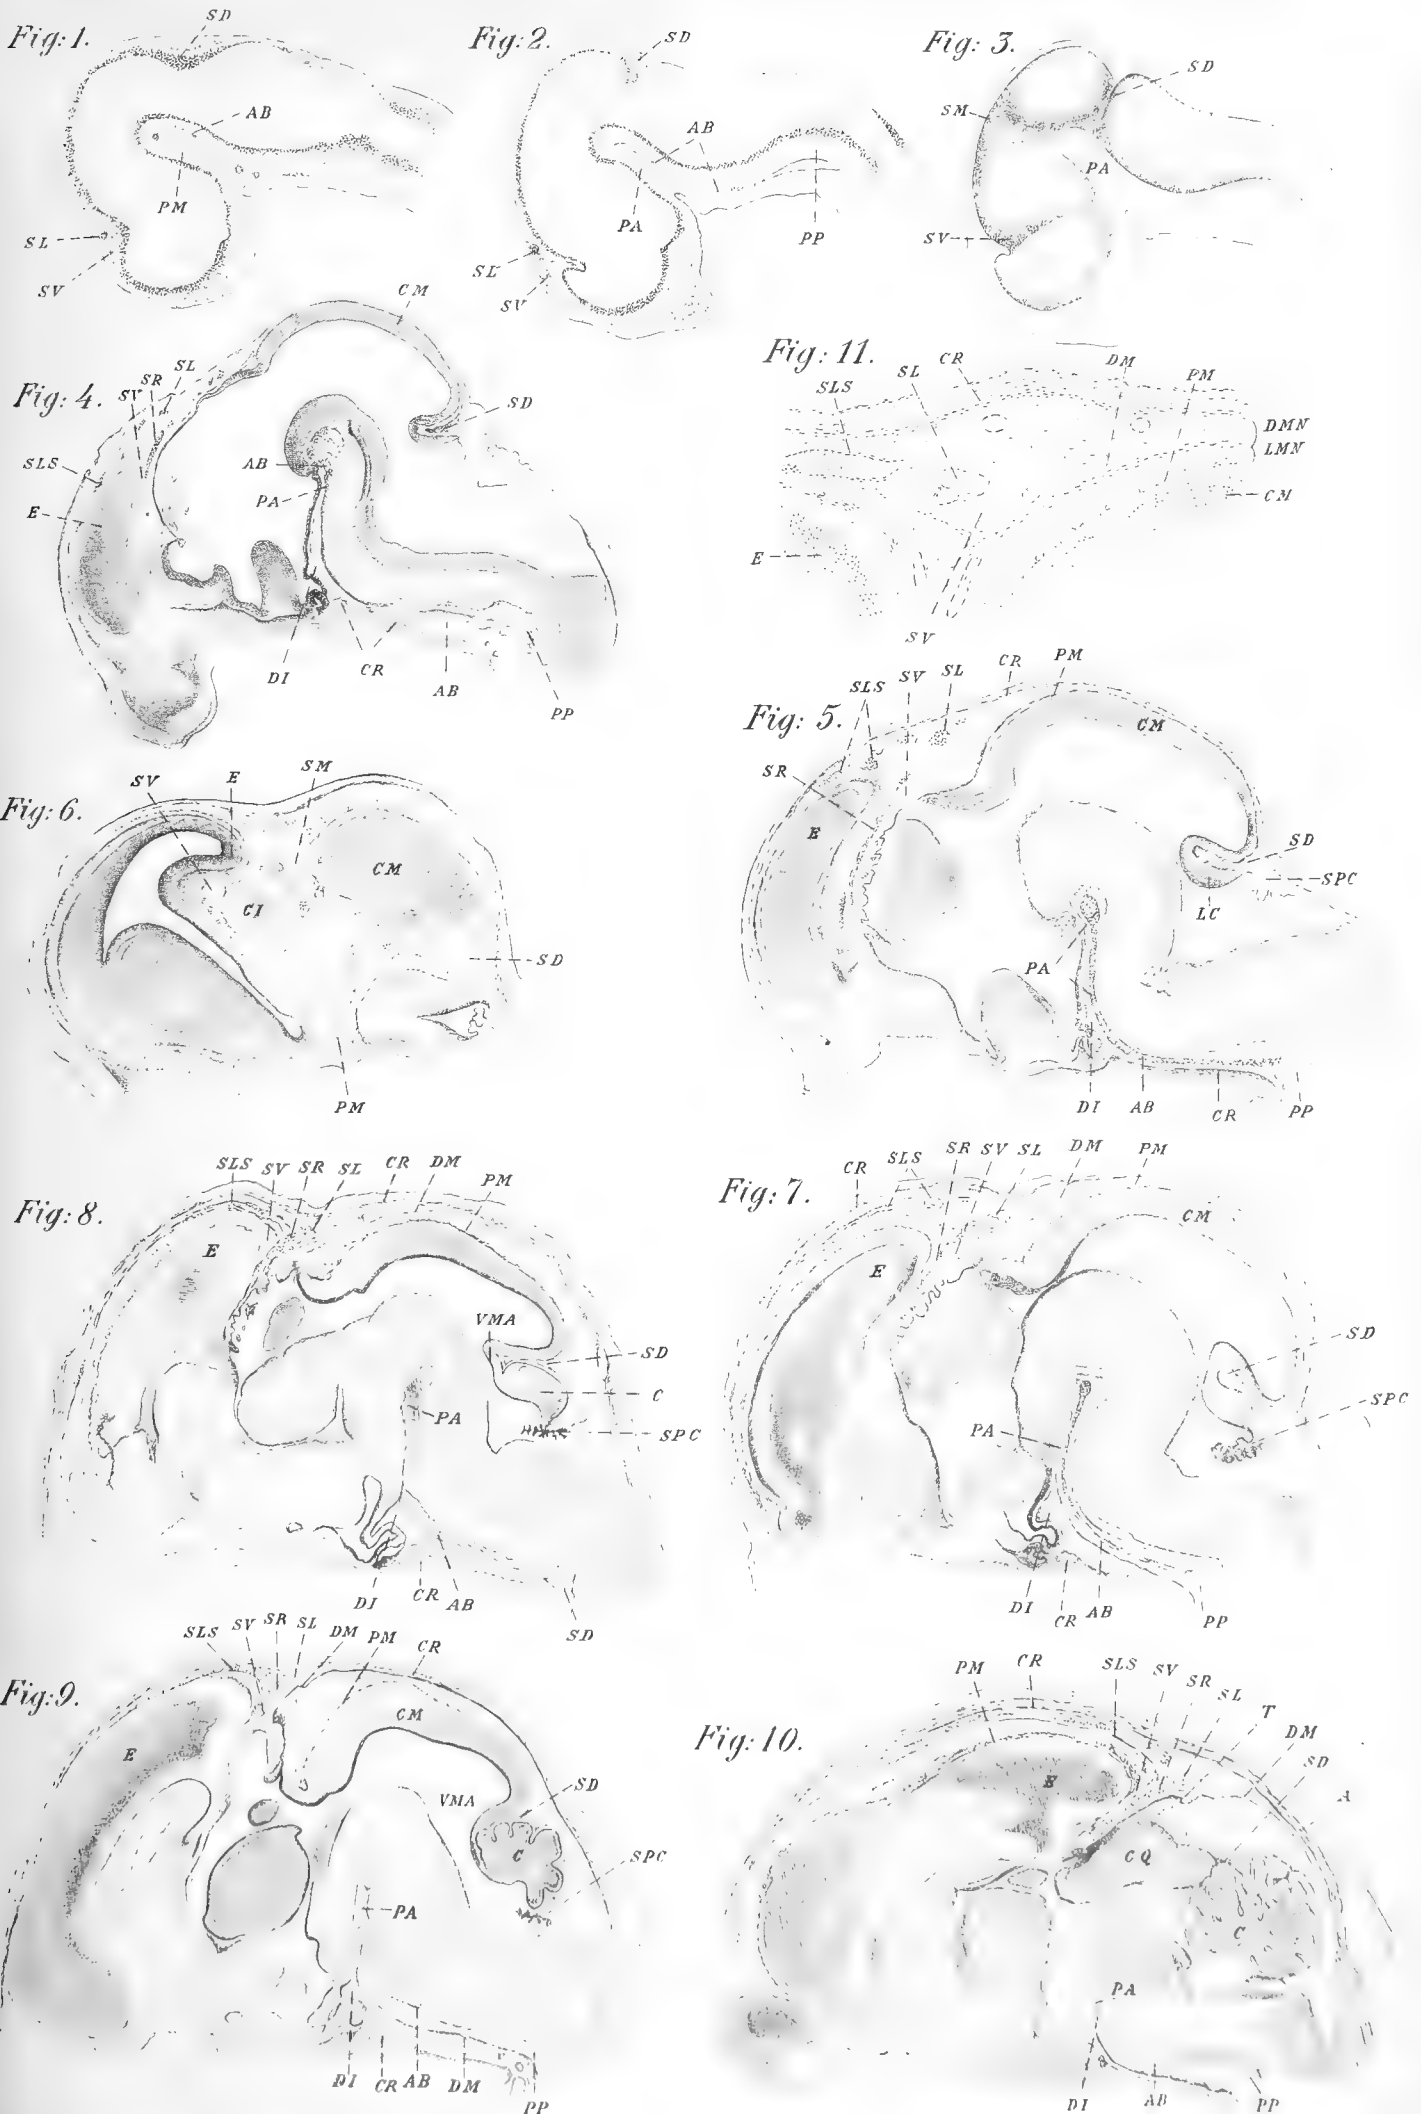 Fig: 1.
SD
AB
PM
SL
SV
Fig: 2.
SD
AB
PA
PP
SL
SV
Fig: 3.
SD
SM
PA
SV
Fig: 4.
CM
SL
SR
SV
SD
SLS
AB
PA
E
DI
CR
AB
PP
Fig: 11.
CR
DM
SL
PM
SLS
DMN
LMN
CM
E
SV
Fig: 5.
CR
PM
SV
SL
SLS
CM
SR
E
SD
SPC
LC
PA
DI
AB
CR
PP
Fig: 6.
SV
E
SM
CM
CI
SD
PM
Fig: 8.
SLS
SV
SR
SL
CR
DM
PM
E
VMA
SD
C
PA
SPC
DI
CR
AB
SD
Fig: 7.
CR
SLS
SR
SV
SL
DM
PM
CM
E
SD
SPC
PA
DI
CR
AB
PP
Fig: 9.
SLS
SV
SR
SL
DM
PM
CR
E
CM
VMA
SD
C
SPC
PA
DI
CR
AB
DM
PP
Fig: 10.
PM
CR
SLS
SV
SR
SL
T
DM
SD
A
E
CQ
C
PA
DI
AB
PP